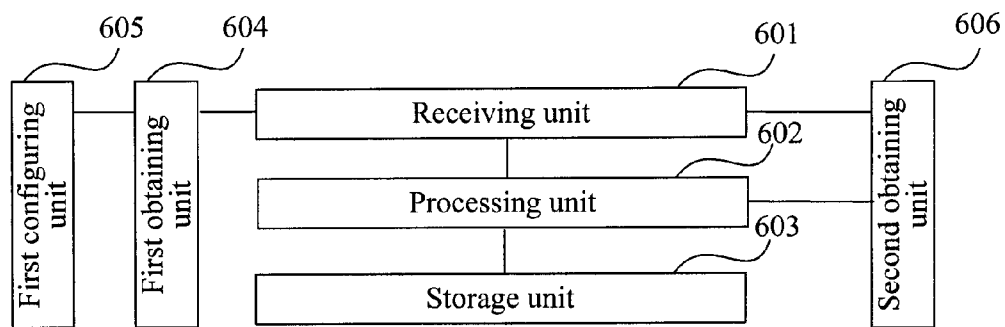 605
604
601
606
First configuring
unit
First obtaining
unit
Receiving unit
602
Processing unit
603
Storage unit
Second obtaining
unit